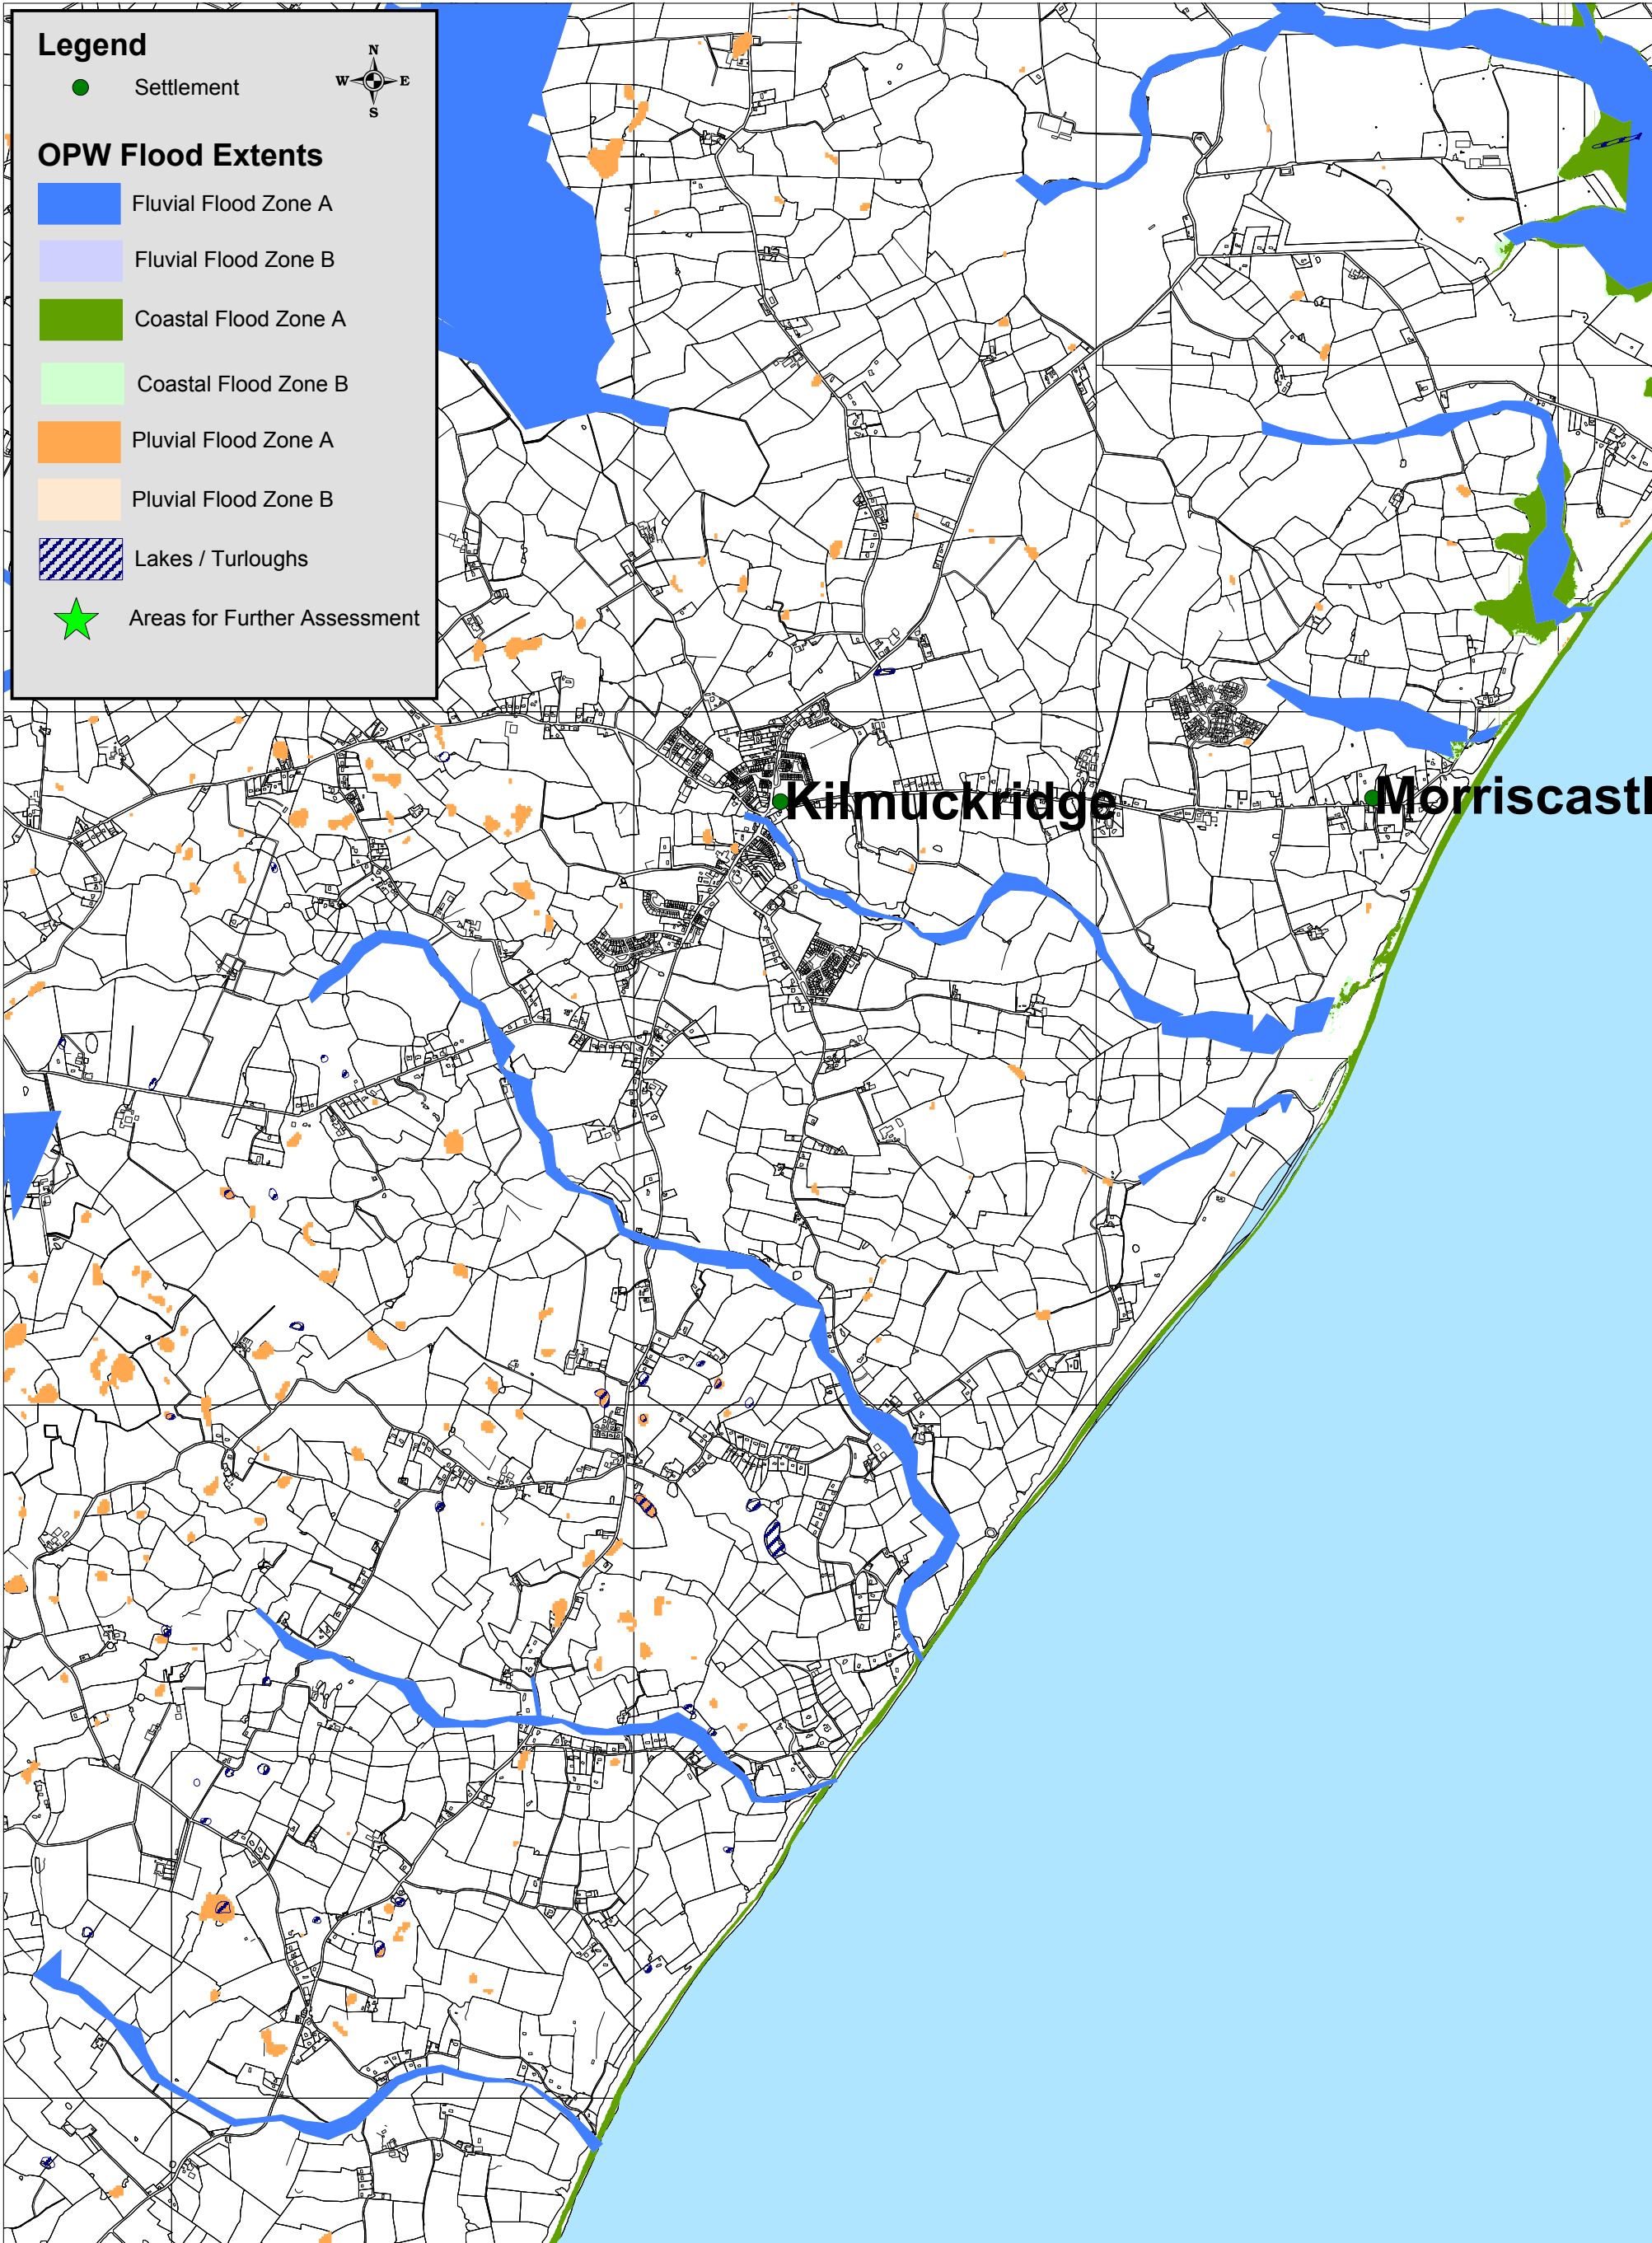 Legend
N
W E
S
Settlement
OPW Flood Extents
Fluvial Flood Zone A
Fluvial Flood Zone B
Coastal Flood Zone A
Coastal Flood Zone B
Pluvial Flood Zone A
Pluvial Flood Zone B
Lakes / Turloughs
Areas for Further Assessment
Kilmuckridge
Morriscastl